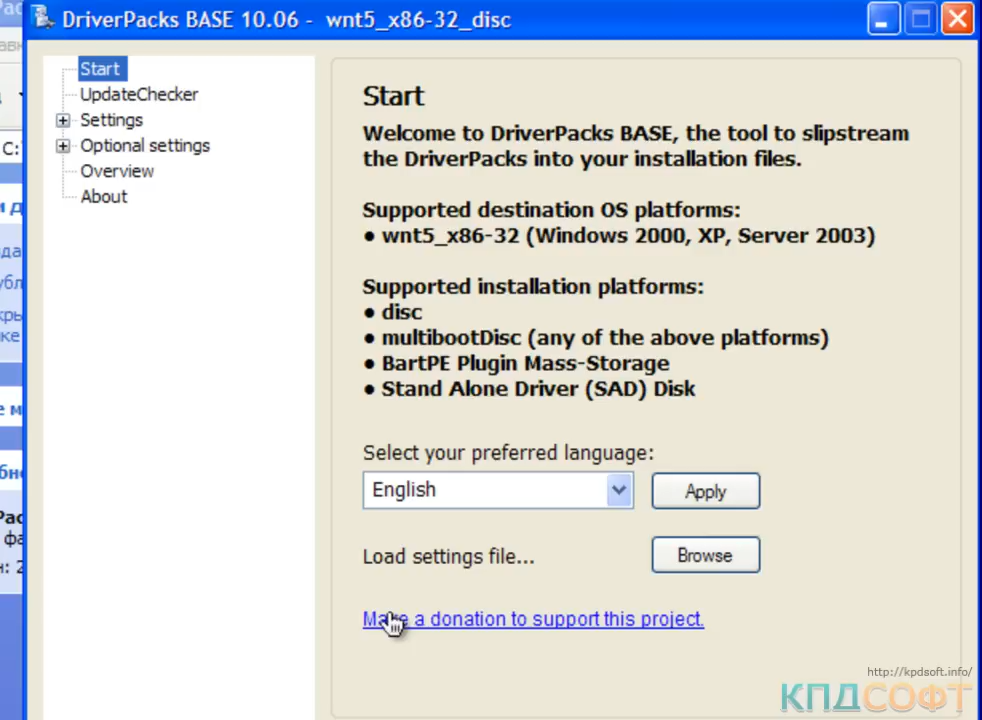 DriverPacks BASE 10.06 - wnt5_x86-32_disc
Start
UpdateChecker
Settings
Optional settings
Overview
About
Start
Welcome to DriverPacks BASE, the tool to slipstream
the DriverPacks into your installation files.
Supported destination OS platforms:
• wnt5_x86-32 (Windows 2000, XP, Server 2003)
Supported installation platforms:
• disc
• multibootDisc (any of the above platforms)
• BartPE Plugin Mass-Storage
• Stand Alone Driver (SAD) Disk
Select your preferred language:
English
Apply
Load settings file...
Browse
Make a donation to support this project.
http://kpdsoft.info/
КПДСОФТ